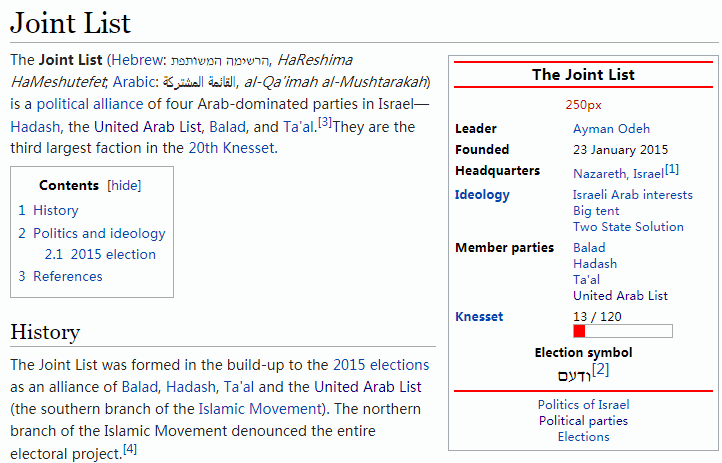 Joint List
The Joint List (Hebrew: הרשימה המשותפת, HaReshima
HaMeshutefet; Arabic: القائمة المشتركة, al-Qa'imah al-Mushtarakah)
is a political alliance of four Arab-dominated parties in Israel—
Hadash, the United Arab List, Balad, and Ta'al.[3]They are the
third largest faction in the 20th Knesset.
Contents [hide]
1 History
2 Politics and ideology
2.1 2015 election
3 References
History
The Joint List was formed in the build-up to the 2015 elections
as an alliance of Balad, Hadash, Ta'al and the United Arab List
(the southern branch of the Islamic Movement). The northern
branch of the Islamic Movement denounced the entire
electoral project.[4]
The Joint List
250px
Leader Ayman Odeh
Founded 23 January 2015
Headquarters Nazareth, Israel[1]
Ideology Israeli Arab interests
Big tent
Two State Solution
Member parties Balad
Hadash
Ta'al
United Arab List
Knesset 13 / 120
Election symbol
ודעם[2]
Politics of Israel
Political parties
Elections